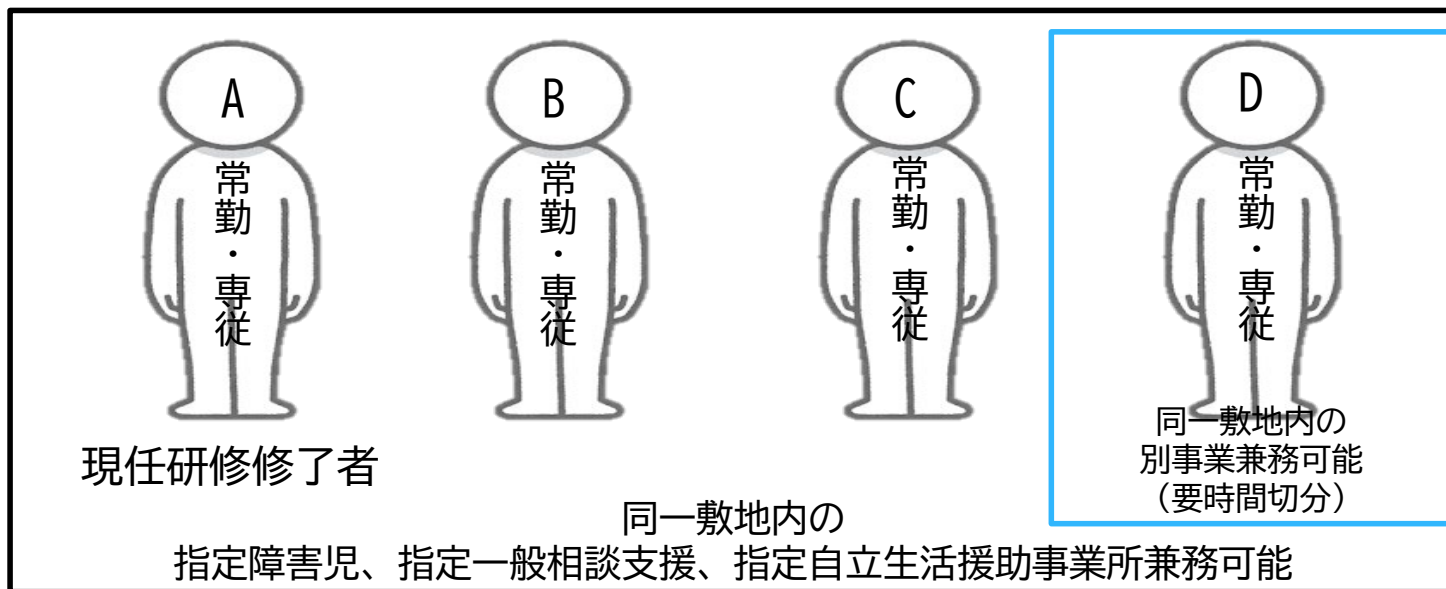 A
常勤・専従
B
常勤・専従
C
常勤・専従
D
常勤・専従
同一敷地内の
別事業兼務可能
（要時間切分）
現任研修修了者
同一敷地内の
指定障害児、指定一般相談支援、指定自立生活援助事業所兼務可能